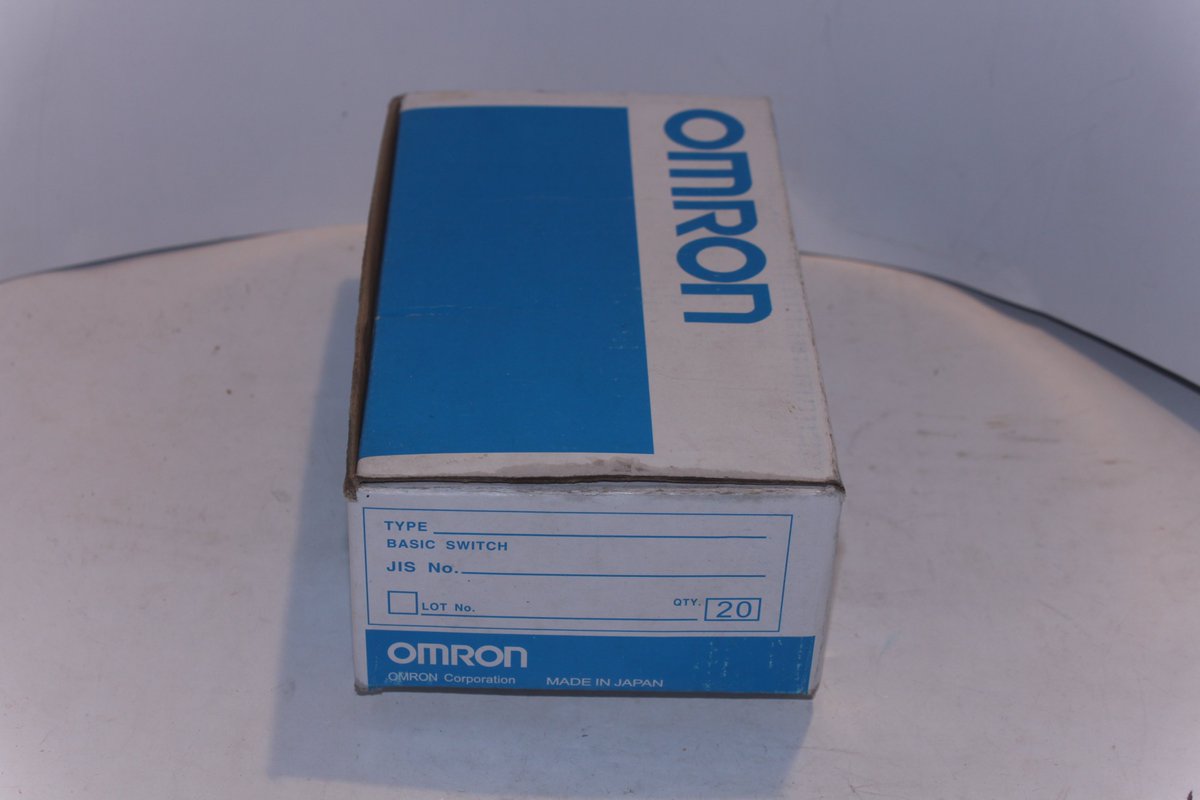 OMRON
TYPE
BASIC SWITCH
JIS No.
LOT No. QTY. 20
OMRON
OMRON Corporation MADE IN JAPAN